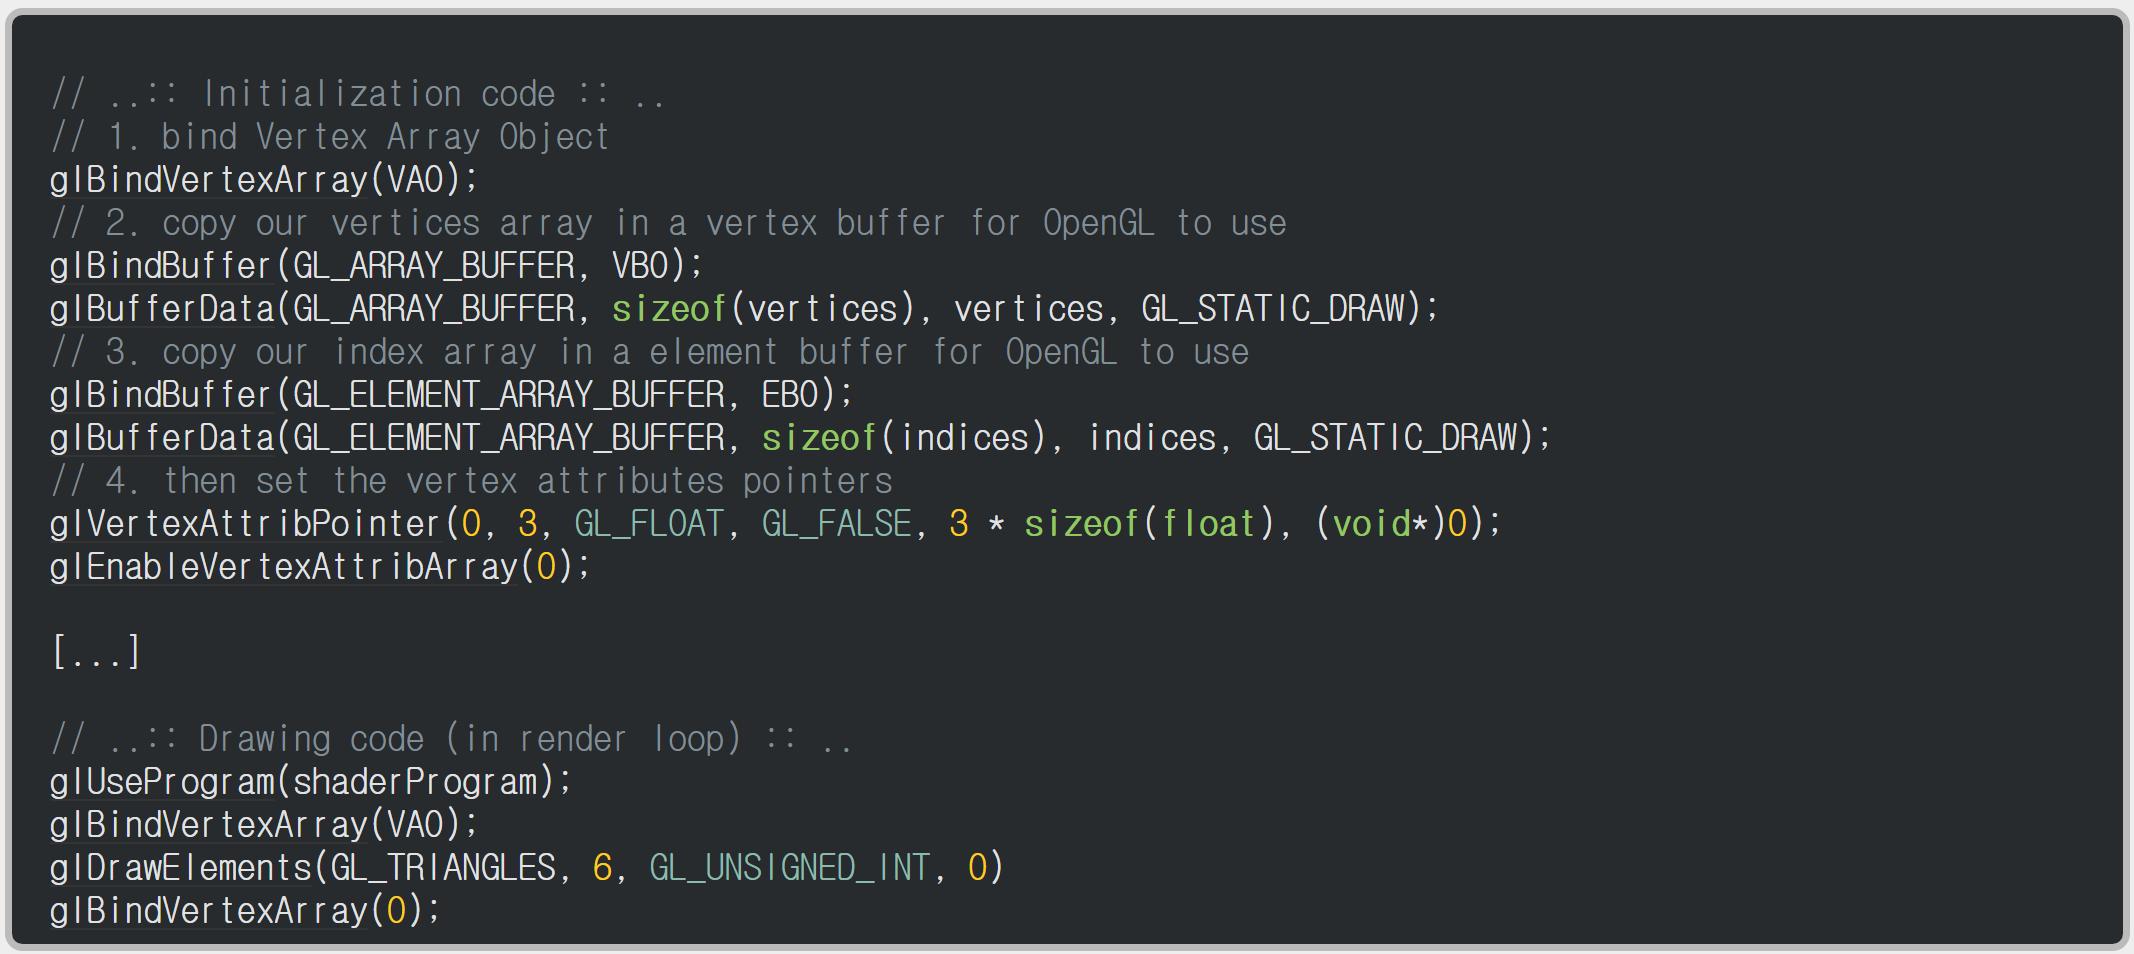 // ..:: Initialization code :: ..
// 1. bind Vertex Array Object
glBindVertexArray(VAO);
// 2. copy our vertices array in a vertex buffer for OpenGL to use
glBindBuffer(GL_ARRAY_BUFFER, VBO);
glBufferData(GL_ARRAY_BUFFER, sizeof(vertices), vertices, GL_STATIC_DRAW);
// 3. copy our index array in a element buffer for OpenGL to use
glBindBuffer(GL_ELEMENT_ARRAY_BUFFER, EBO);
glBufferData(GL_ELEMENT_ARRAY_BUFFER, sizeof(indices), indices, GL_STATIC_DRAW);
// 4. then set the vertex attributes pointers
glVertexAttribPointer(0, 3, GL_FLOAT, GL_FALSE, 3 * sizeof(float), (void*)0);
glEnableVertexAttribArray(0);
[...]
// ..:: Drawing code (in render loop) :: ..
glUseProgram(shaderProgram);
glBindVertexArray(VAO);
glDrawElements(GL_TRIANGLES, 6, GL_UNSIGNED_INT, 0)
glBindVertexArray(0);